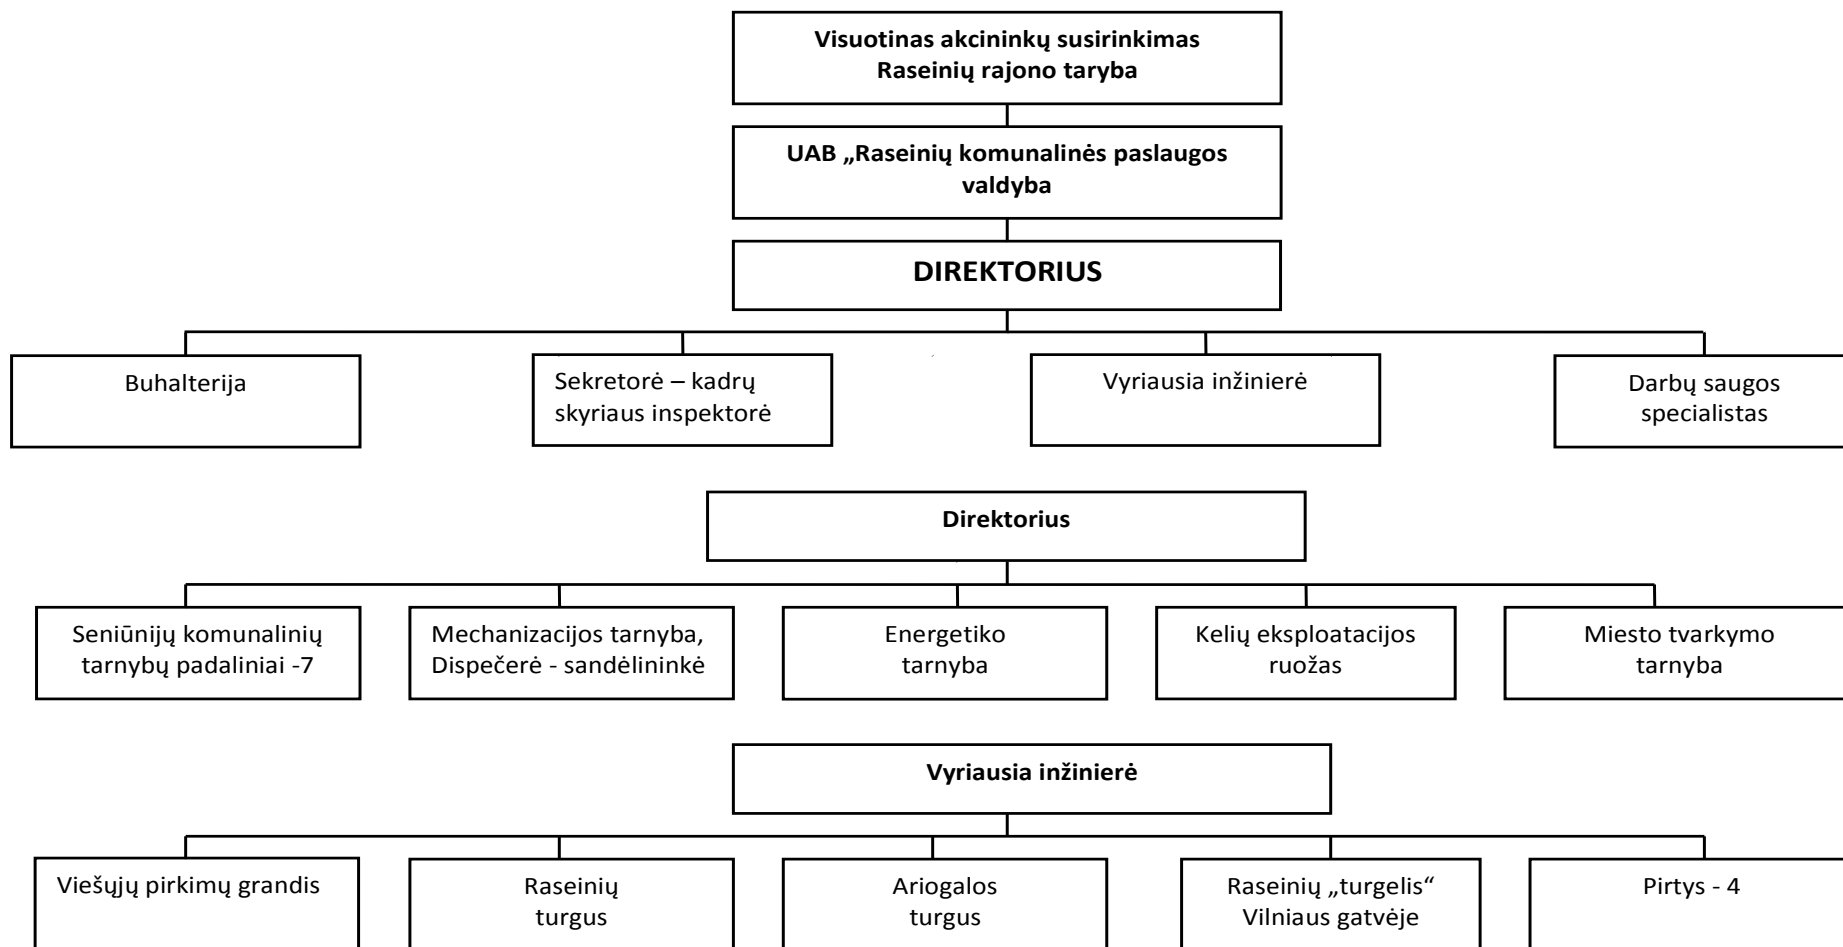 Visuotinas akcininkų susirinkimas
Raseinių rajono taryba
UAB „Raseinių komunalinės paslaugos
valdyba
DIREKTORIUS
Buhalterija
Sekretorė – kadrų
skyriaus inspektorė
Vyriausia inžinierė
Darbų saugos
specialistas
Direktorius
Seniūnijų komunalinių
tarnybų padaliniai -7
Mechanizacijos tarnyba,
Dispečerė - sandėlininkė
Energetiko
tarnyba
Kelių eksploatacijos
ruožas
Miesto tvarkymo
tarnyba
Vyriausia inžinierė
Viešųjų pirkimų grandis
Raseinių
turgus
Ariogalos
turgus
Raseinių „turgelis“
Vilniaus gatvėje
Pirtys - 4